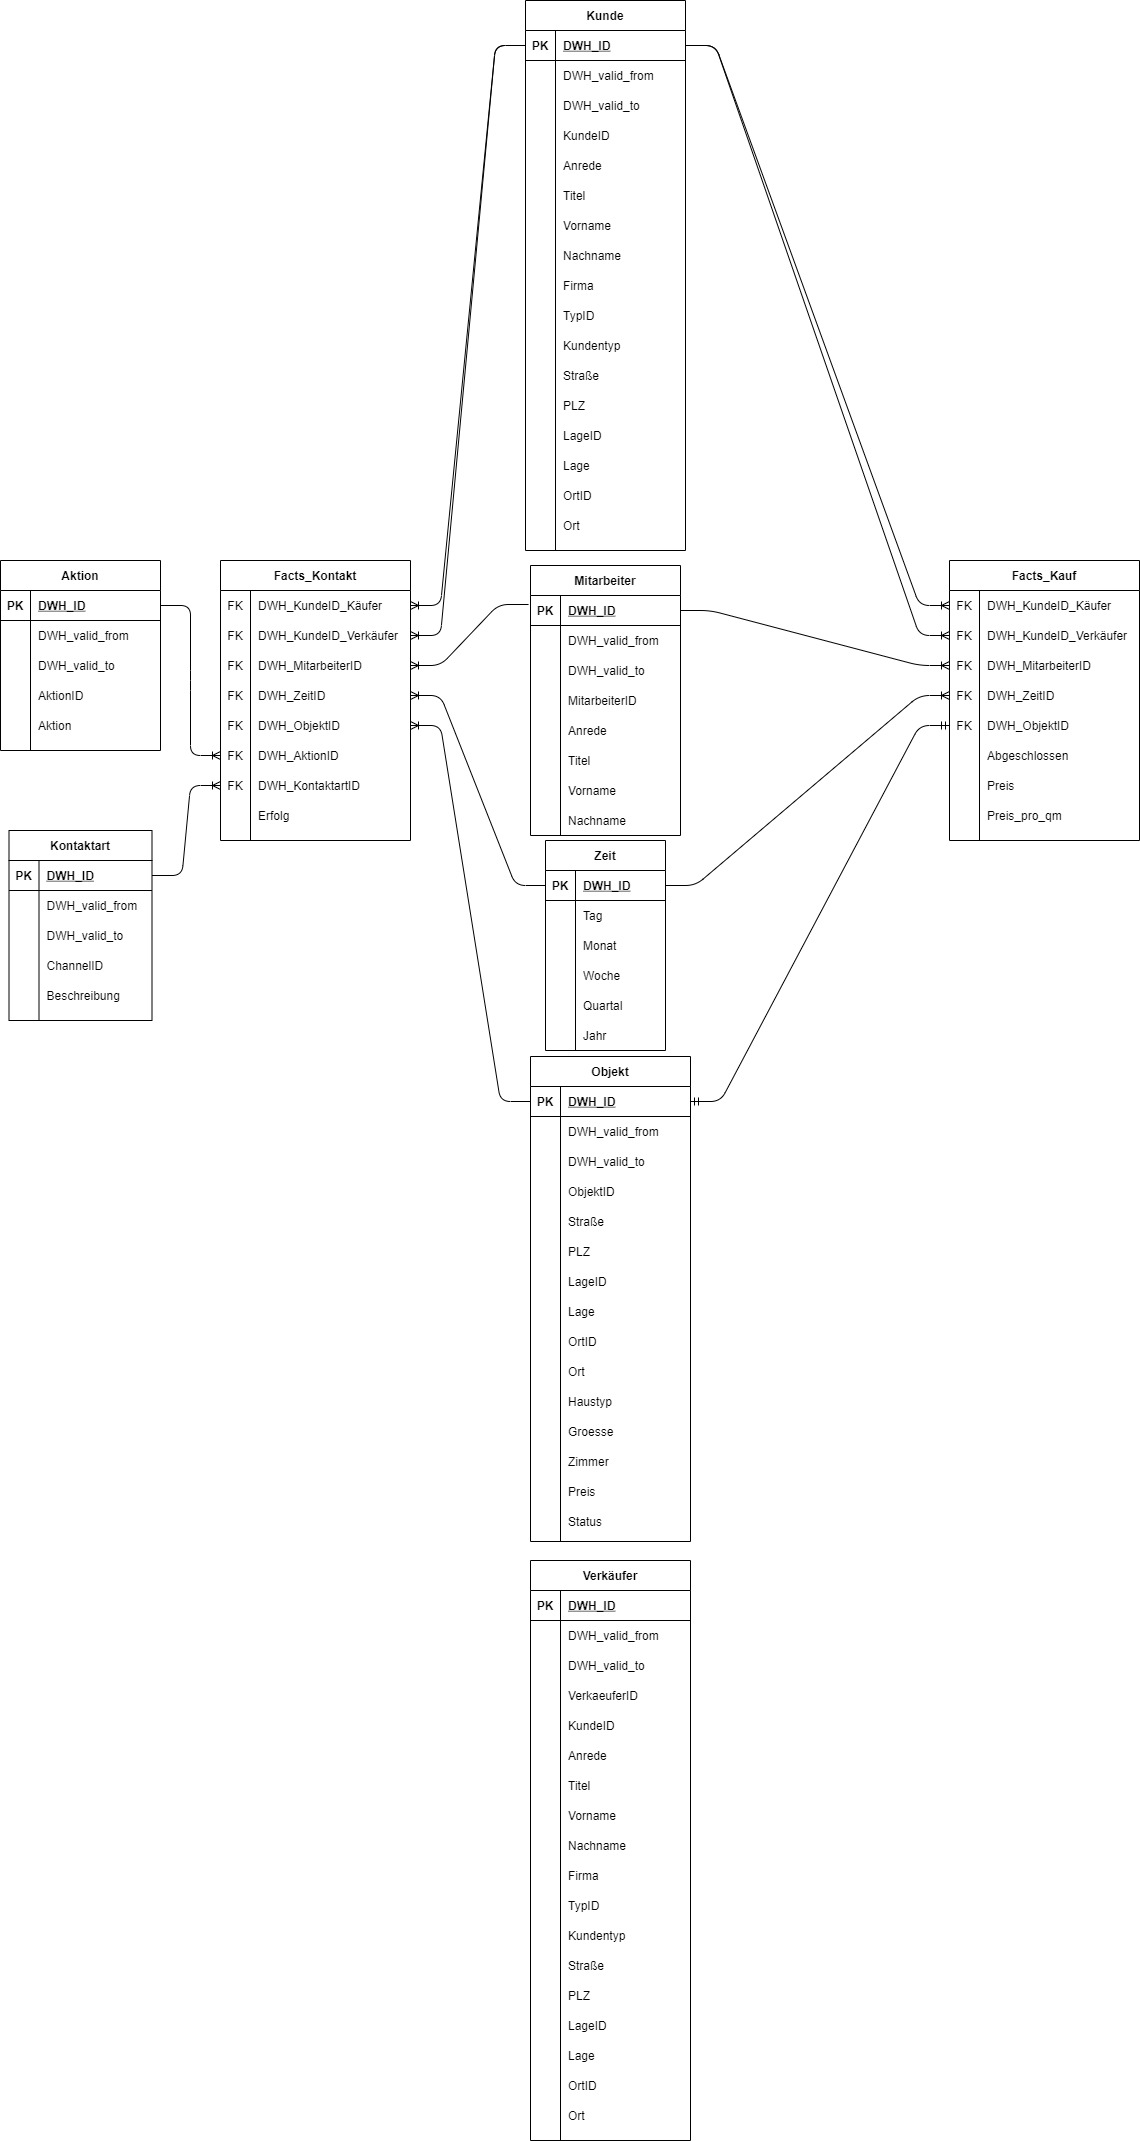 Kunde
PK DWH_ID
DWH_valid_from
DWH_valid_to
KundeID
Anrede
Titel
Vorname
Nachname
Firma
TypID
Kundentyp
Straße
PLZ
LageID
Lage
OrtID
Ort
Aktion
PK DWH_ID
DWH_valid_from
DWH_valid_to
AktionID
Aktion
Kontaktart
PK DWH_ID
DWH_valid_from
DWH_valid_to
ChannelID
Beschreibung
Facts_Kontakt
FK DWH_KundeID_Käufer
FK DWH_KundeID_Verkäufer
FK DWH_MitarbeiterID
FK DWH_ZeitID
FK DWH_ObjektID
FK DWH_AktionID
FK DWH_KontaktartID
Erfolg
Mitarbeiter
PK DWH_ID
DWH_valid_from
DWH_valid_to
MitarbeiterID
Anrede
Titel
Vorname
Nachname
Facts_Kauf
FK DWH_KundeID_Käufer
FK DWH_KundeID_Verkäufer
FK DWH_MitarbeiterID
FK DWH_ZeitID
FK DWH_ObjektID
Abgeschlossen
Preis
Preis_pro_qm
Zeit
PK DWH_ID
Tag
Monat
Woche
Quartal
Jahr
Objekt
PK DWH_ID
DWH_valid_from
DWH_valid_to
ObjektID
Straße
PLZ
LageID
Lage
OrtID
Ort
Haustyp
Groesse
Zimmer
Preis
Status
Verkäufer
PK DWH_ID
DWH_valid_from
DWH_valid_to
VerkaeuferID
KundeID
Anrede
Titel
Vorname
Nachname
Firma
TypID
Kundentyp
Straße
PLZ
LageID
Lage
OrtID
Ort